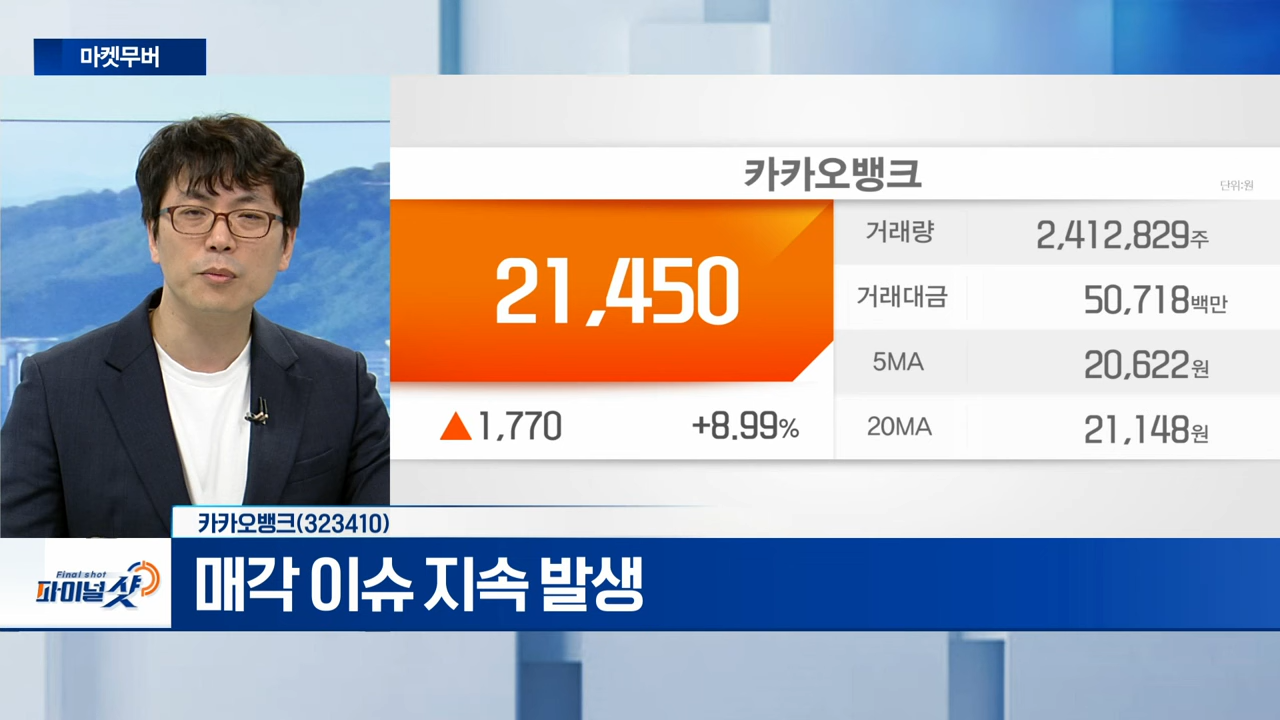 마켓무버
카카오뱅크
단위:원
21,450
▲1,770 +8.99%
거래량 2,412,829주
거래대금 50,718백만
5MA 20,622원
20MA 21,148원
카카오뱅크(323410)
Final shot
파이널샷
매각 이슈 지속 발생